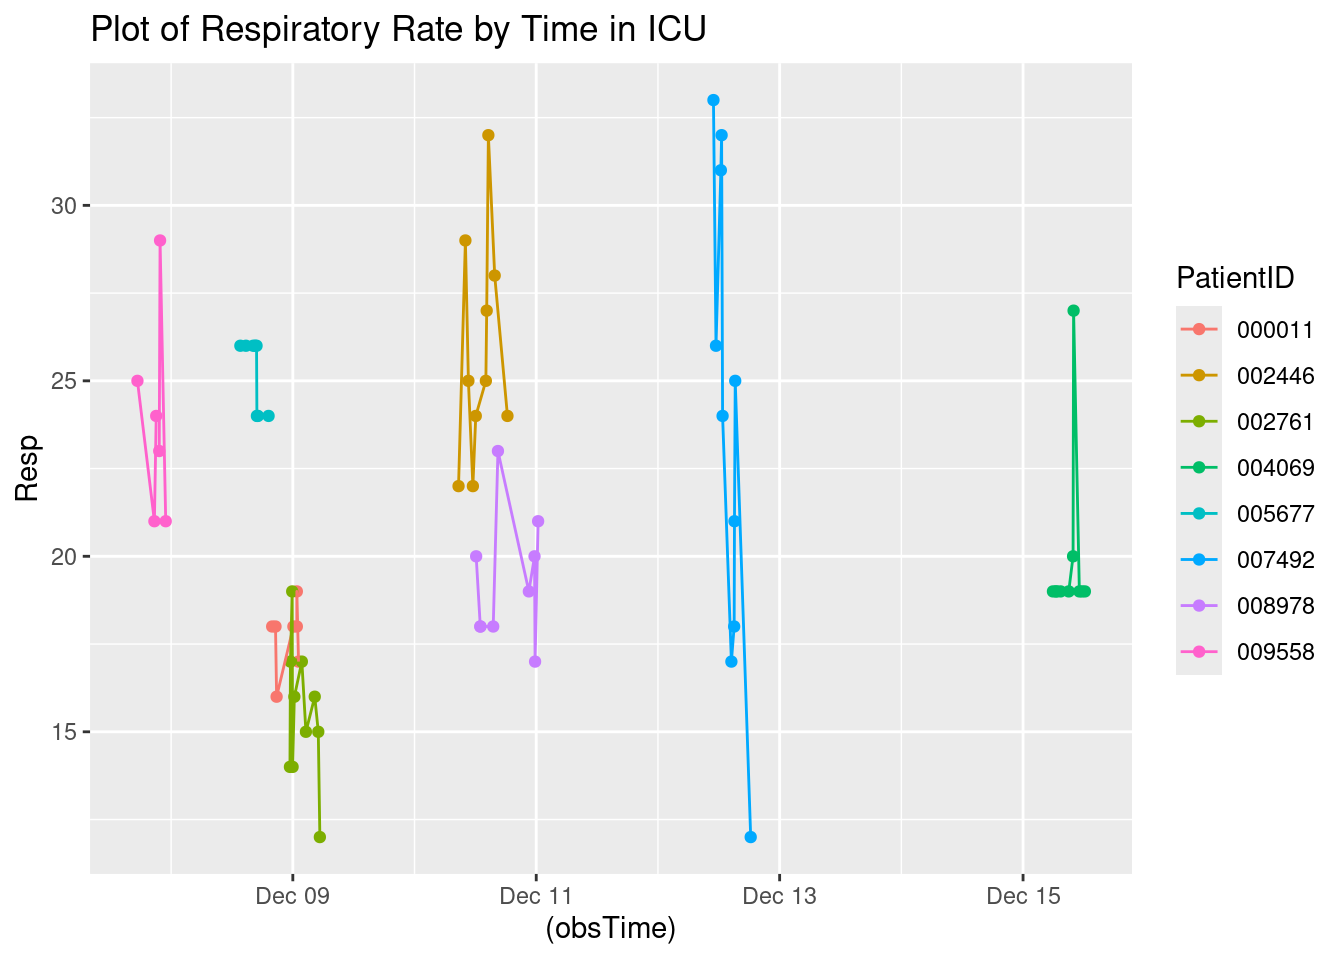 Plot of Respiratory Rate by Time in ICU
30
25
20
15
Resp
Dec 09
Dec 11
Dec 13
Dec 15
(obsTime)
PatientID
000011
002446
002761
004069
005677
007492
008978
009558